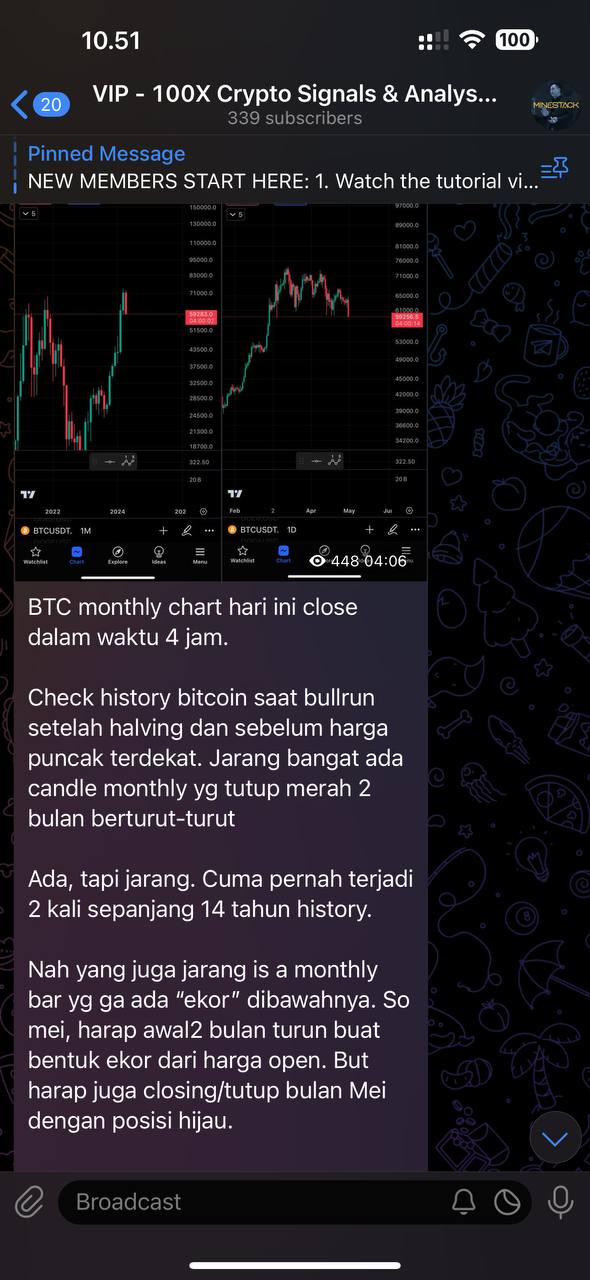 10.51
100
20
VIP - 100X Crypto Signals & Analys...
339 subscribers
MINESTACK
Pinned Message
NEW MEMBERS START HERE: 1. Watch the tutorial vi...
5
150000.0
130000.0
110000.0
95000.0
83000.0
71000.0
59283.0
04:00:07
51500.0
43500.0
37500.0
32500.0
28500.0
24500.0
21300.0
18700.0
322.50
20B
2022
2024
202
BTCUSDT. 1M
Watchlist
Chart
Explore
Ideas
Menu
5
97000.0
89000.0
81000.0
76000.0
71000.0
65000.0
61000.0
59256.5
04:00:14
53000.0
49000.0
45000.0
42000.0
39000.0
36600.0
34200.0
322.50
20B
Feb
2
Apr
May
Jun
BTCUSDT. 1D
Watchlist
Chart
448 04:06
BTC monthly chart hari ini close
dalam waktu 4 jam.
Check history bitcoin saat bullrun
setelah halving dan sebelum harga
puncak terdekat. Jarang bangat ada
candle monthly yg tutup merah 2
bulan berturut-turut
Ada, tapi jarang. Cuma pernah terjadi
2 kali sepanjang 14 tahun history.
Nah yang juga jarang is a monthly
bar yg ga ada “ekor” dibawahnya. So
mei, harap awal2 bulan turun buat
bentuk ekor dari harga open. But
harap juga closing/tutup bulan Mei
dengan posisi hijau.
Broadcast